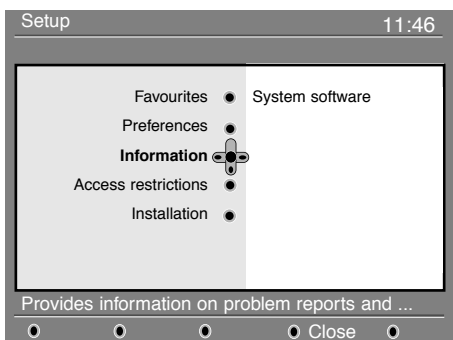 Setup 11:46
Favourites System software
Preferences
Information
Access restrictions
Installation
Provides information on problem reports and ...
Close